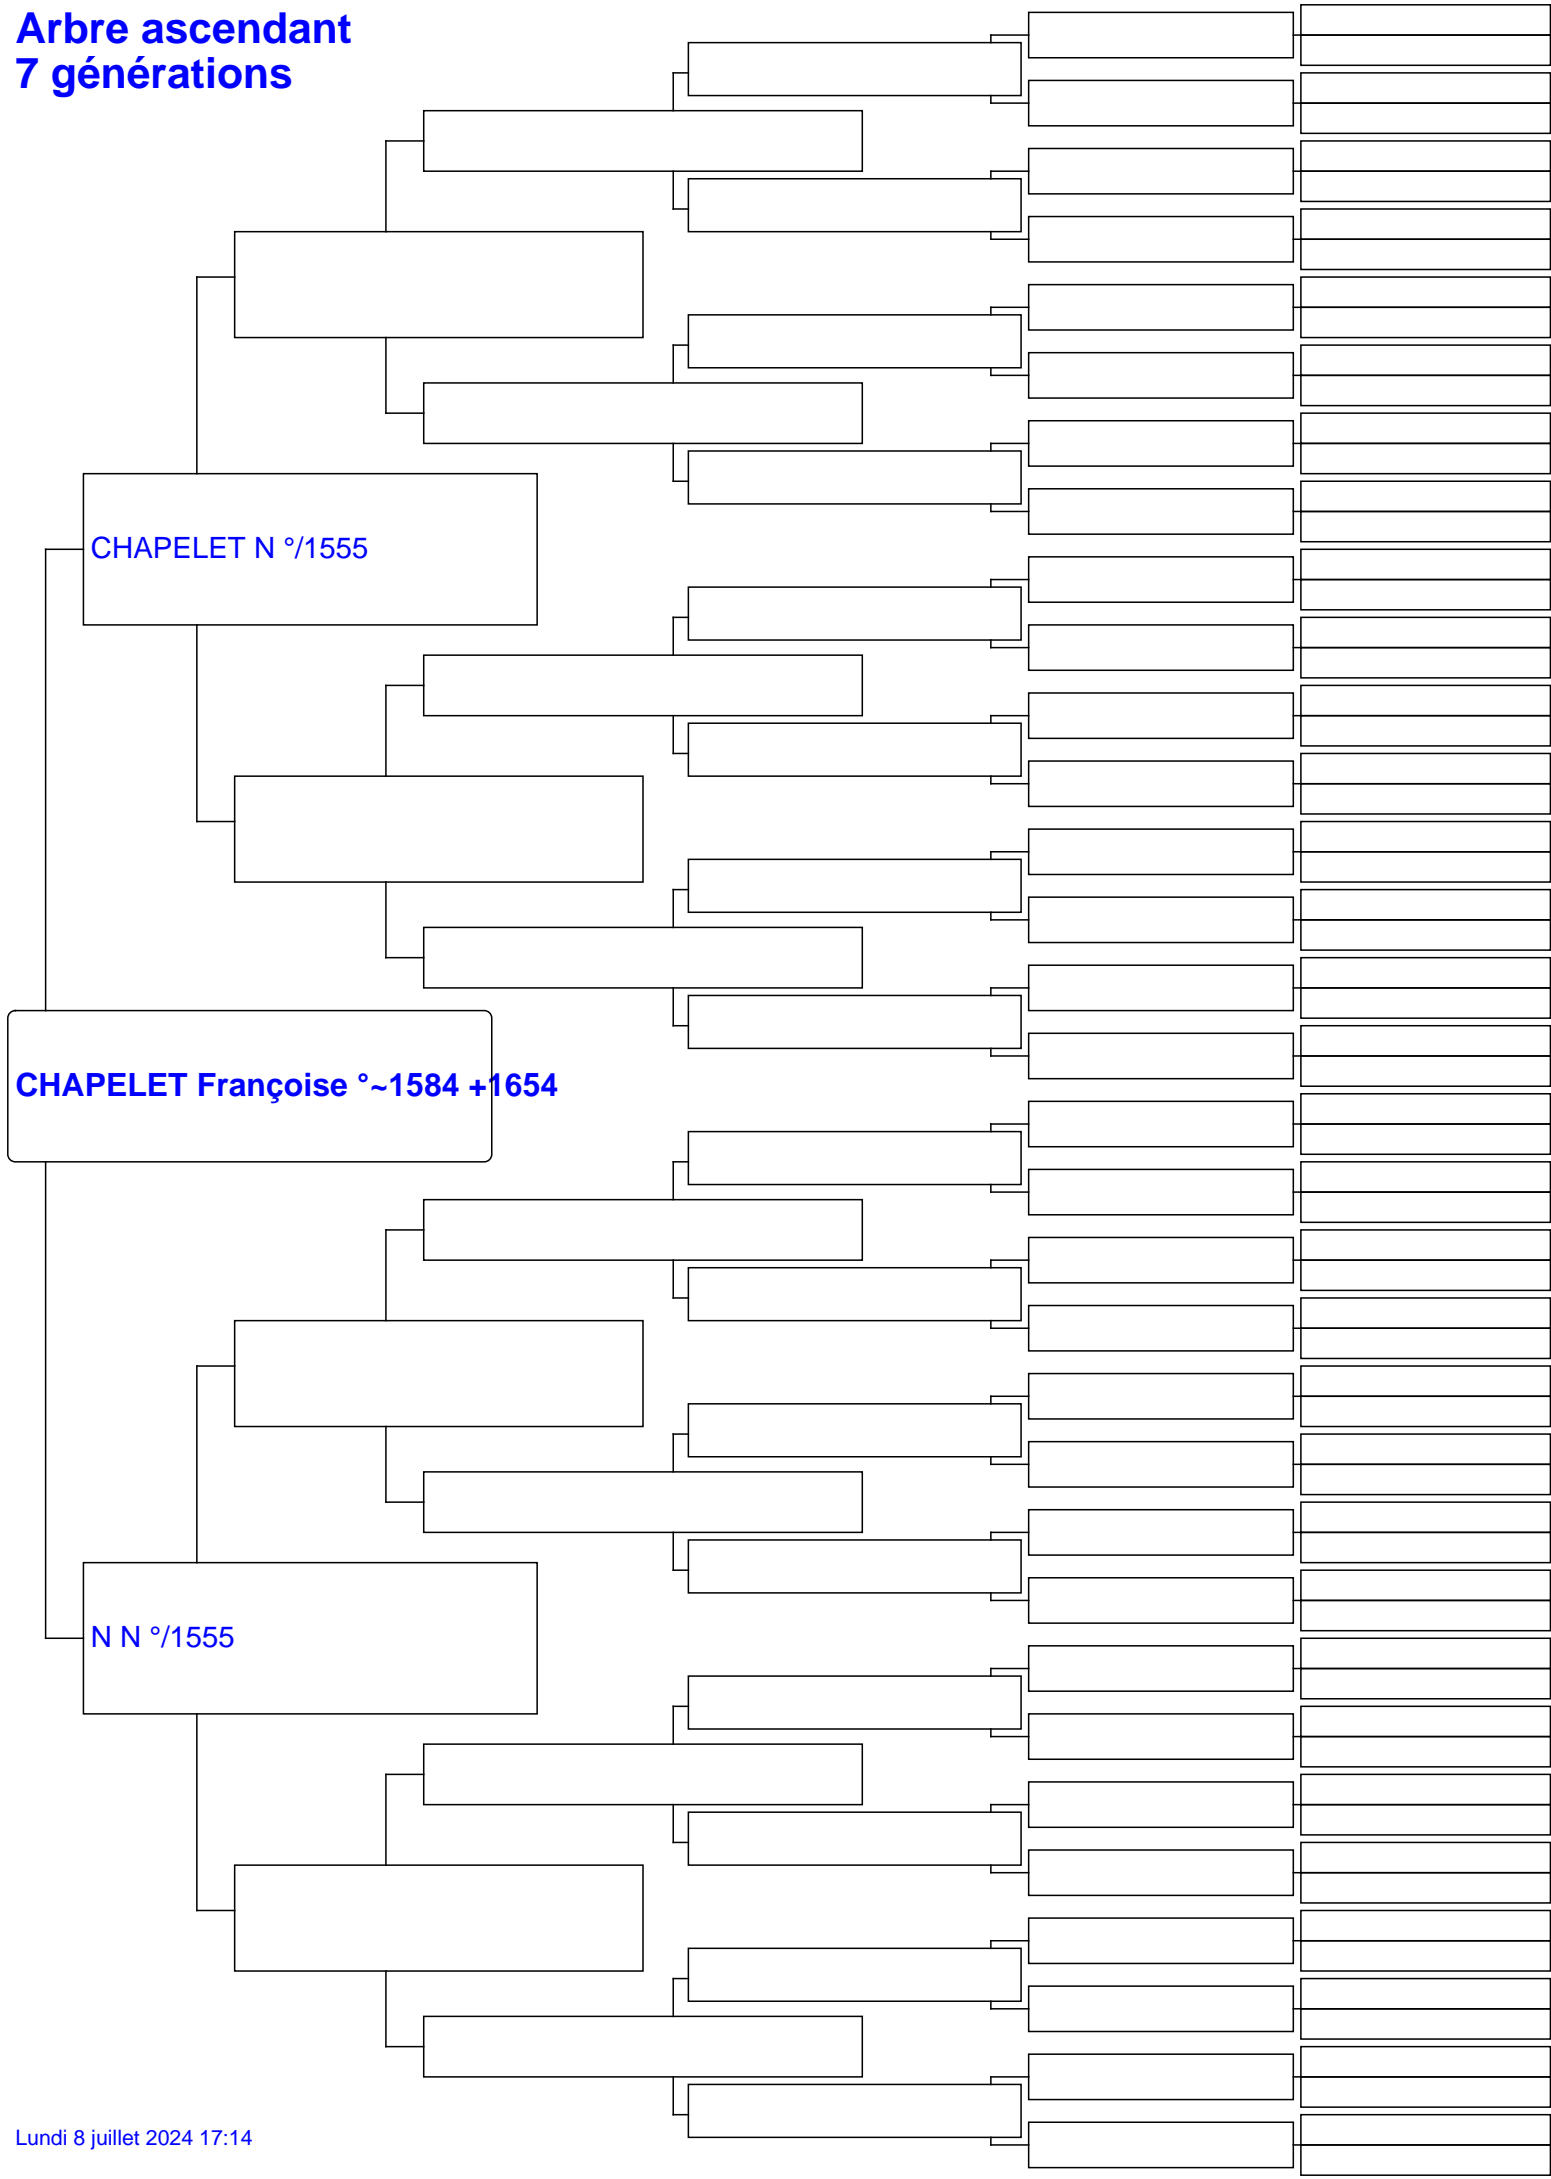 Arbre ascendant
7 générations
CHAPELET N °/1555
CHAPELET Françoise °~1584 +1654
N N °/1555
Lundi 8 juillet 2024 17:14